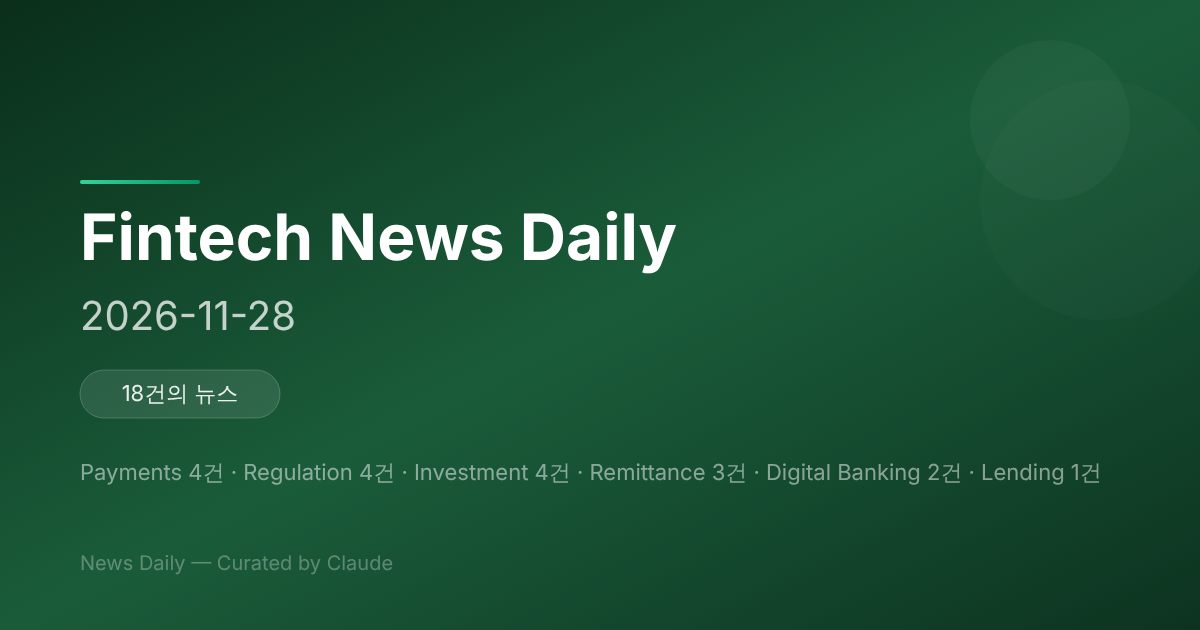 Fintech News Daily
2026-11-28
18건의 뉴스
Payments 4건 · Regulation 4건 · Investment 4건 · Remittance 3건 · Digital Banking 2건 · Lending 1건
News Daily — Curated by Claude